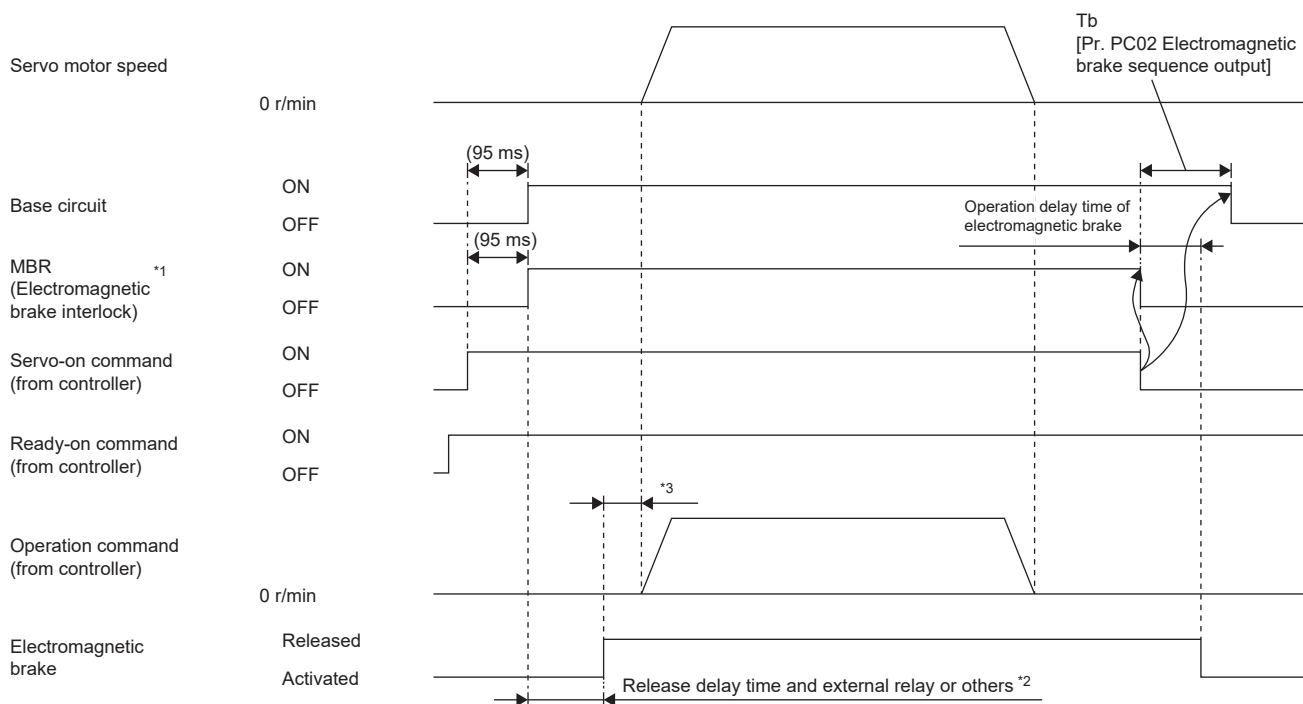 Tb
[Pr. PC02 Electromagnetic
brake sequence output]
Servo motor speed
0 r/min
(95 ms)
Base circuit
ON
OFF
Operation delay time of
electromagnetic brake
(95 ms)
MBR *1
(Electromagnetic
brake interlock)
ON
OFF
Servo-on command
(from controller)
ON
OFF
Ready-on command
(from controller)
ON
OFF
*3
Operation command
(from controller)
0 r/min
Electromagnetic
brake
Released
Activated
Release delay time and external relay or others *2